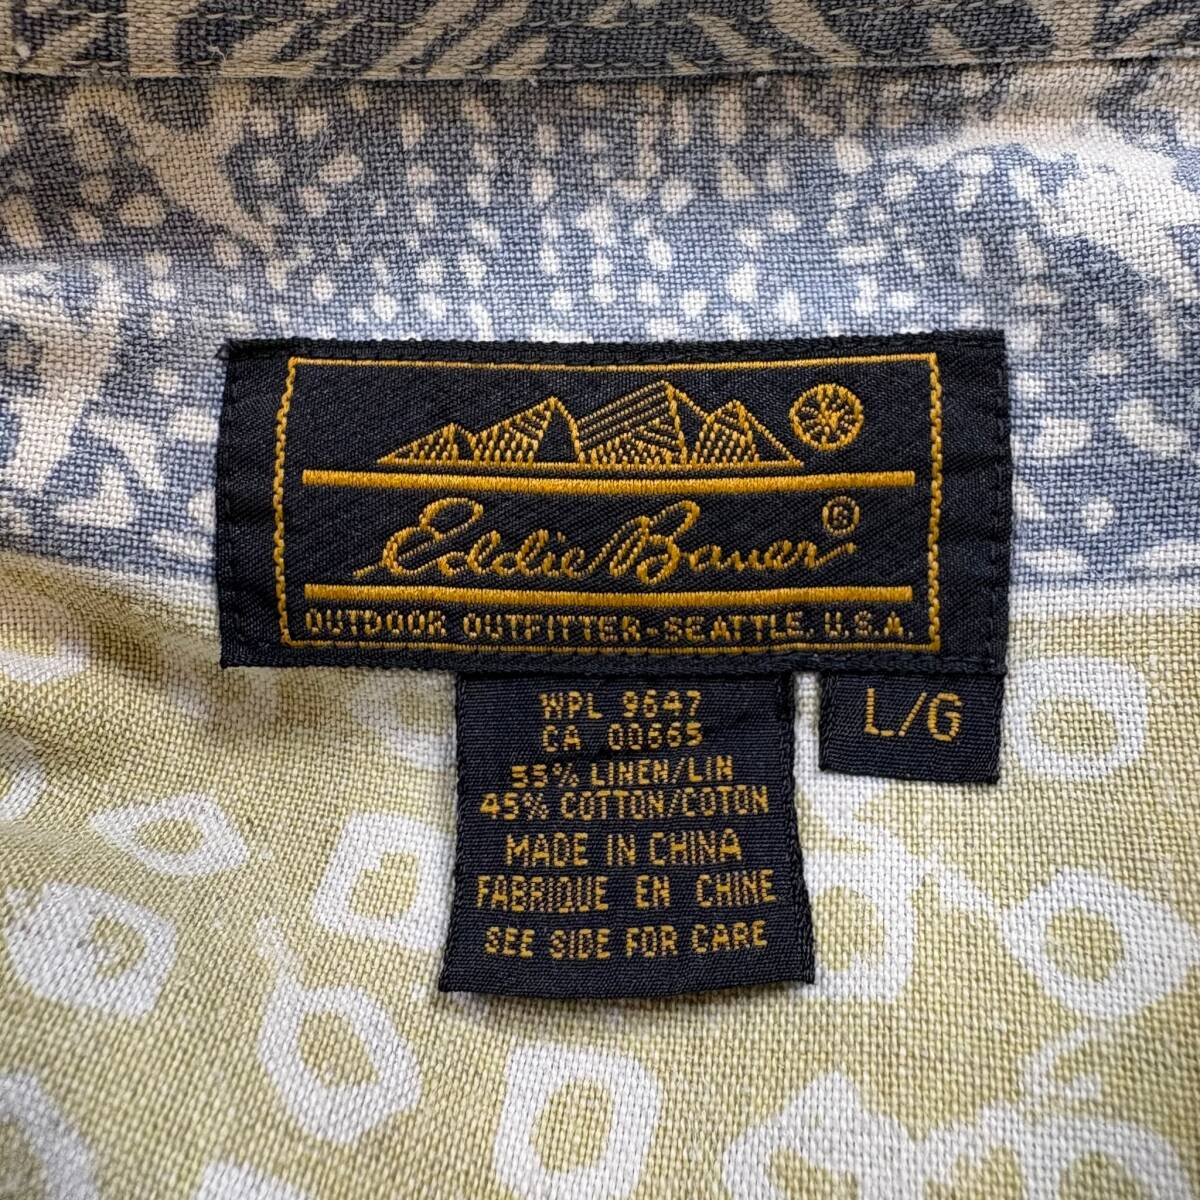 Eddie Bauer®
OUTDOOR OUTFITTER-SEATTLE, U.S.A.
L/G
WPL 9647
CA 00665
55% LINEN/LIN
45% COTTON/COTON
MADE IN CHINA
FABRIQUE EN CHINE
SEE SIDE FOR CARE